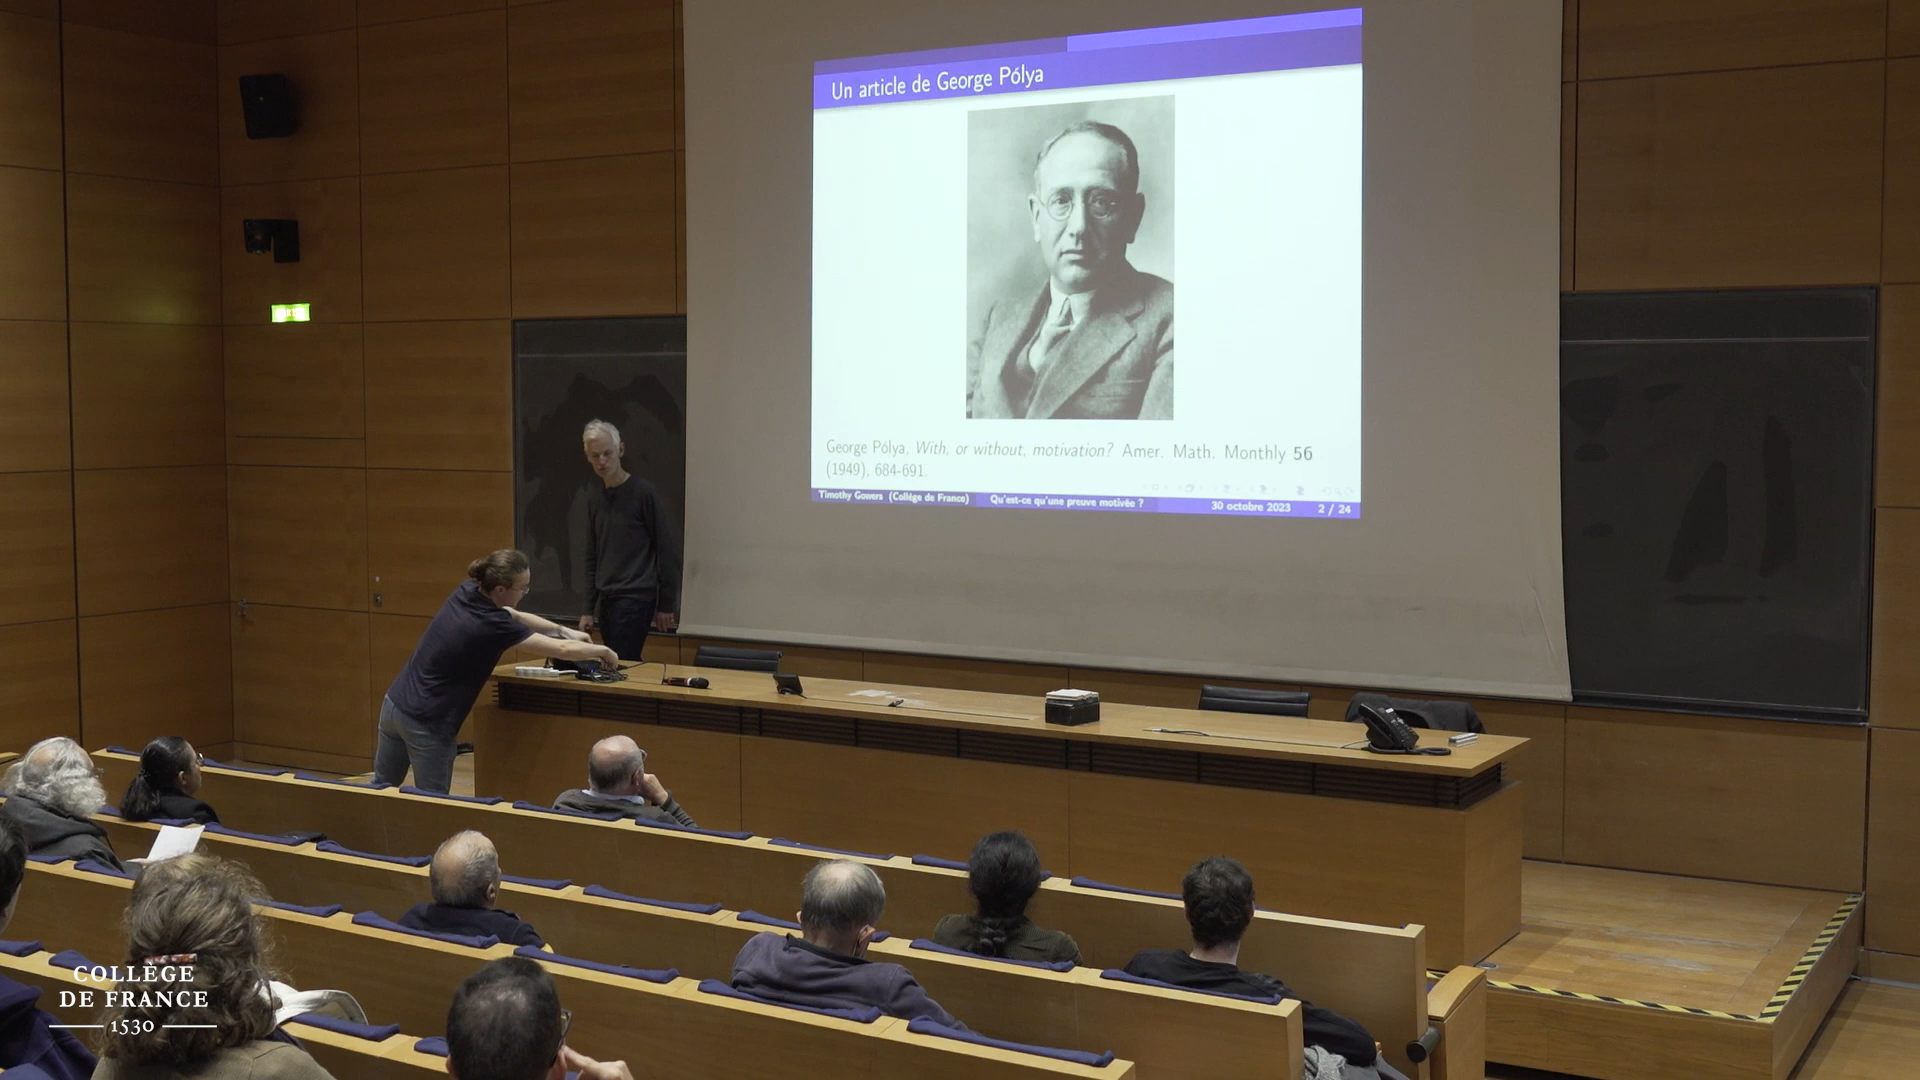 Un article de George Pólya
George Pólya, With, or without, motivation? Amer. Math. Monthly 56
(1949), 684-691.
Timothy Gowers (Collége de France) Qu'est-ce qu'une preuve motivée ? 30 octobre 2023 2 / 24
COLLÈGE
DE FRANCE
1530